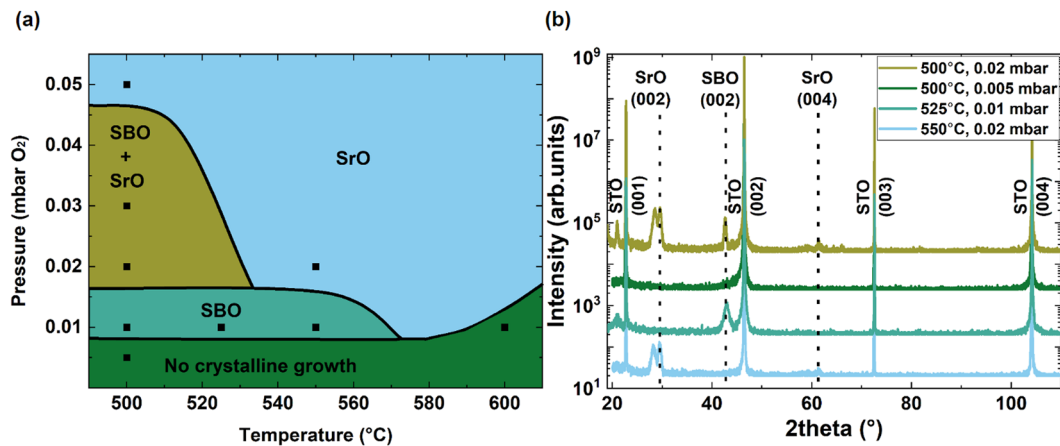 (a)
0.05
0.04
0.03
0.02
0.01
Pressure (mbar O₂)
SBO
+
SrO
SrO
SBO
No crystalline growth
500
520
540
560
580
600
Temperature (°C)
(b)
10⁹
10⁷
10⁵
10³
10¹
Intensity (arb.units)
SrO
(002)
SBO
(002)
SrO
(004)
500°C, 0.02 mbar
500°C, 0.005 mbar
525°C, 0.01 mbar
550°C, 0.02 mbar
STO
(001)
STO
(002)
STO
(003)
STO
(004)
20
40
60
80
100
2theta (°)